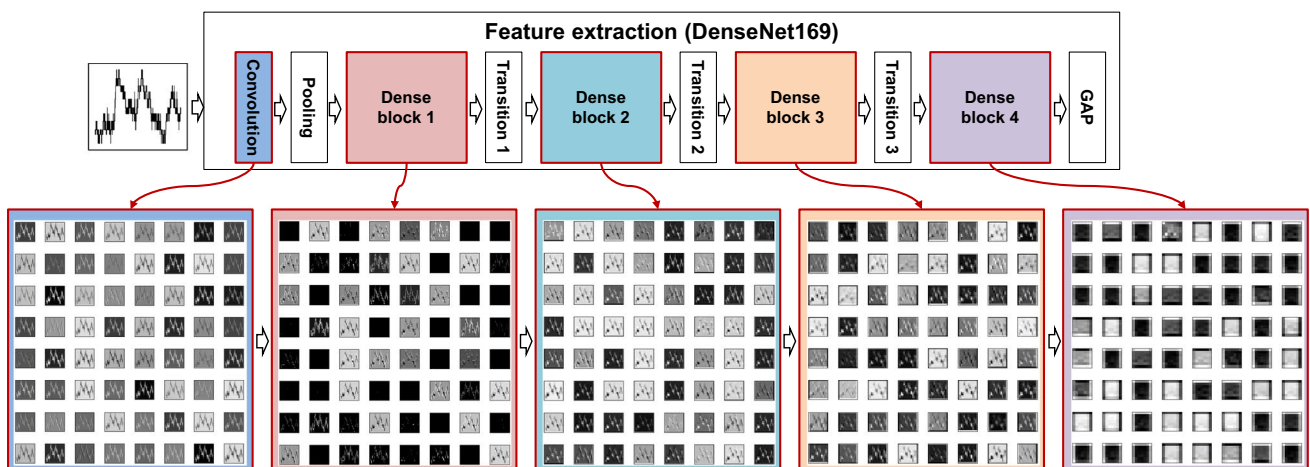 Feature extraction (DenseNet169)
Convolution
Pooling
Dense
block 1
Transition 1
Dense
block 2
Transition 2
Dense
block 3
Transition 3
Dense
block 4
GAP